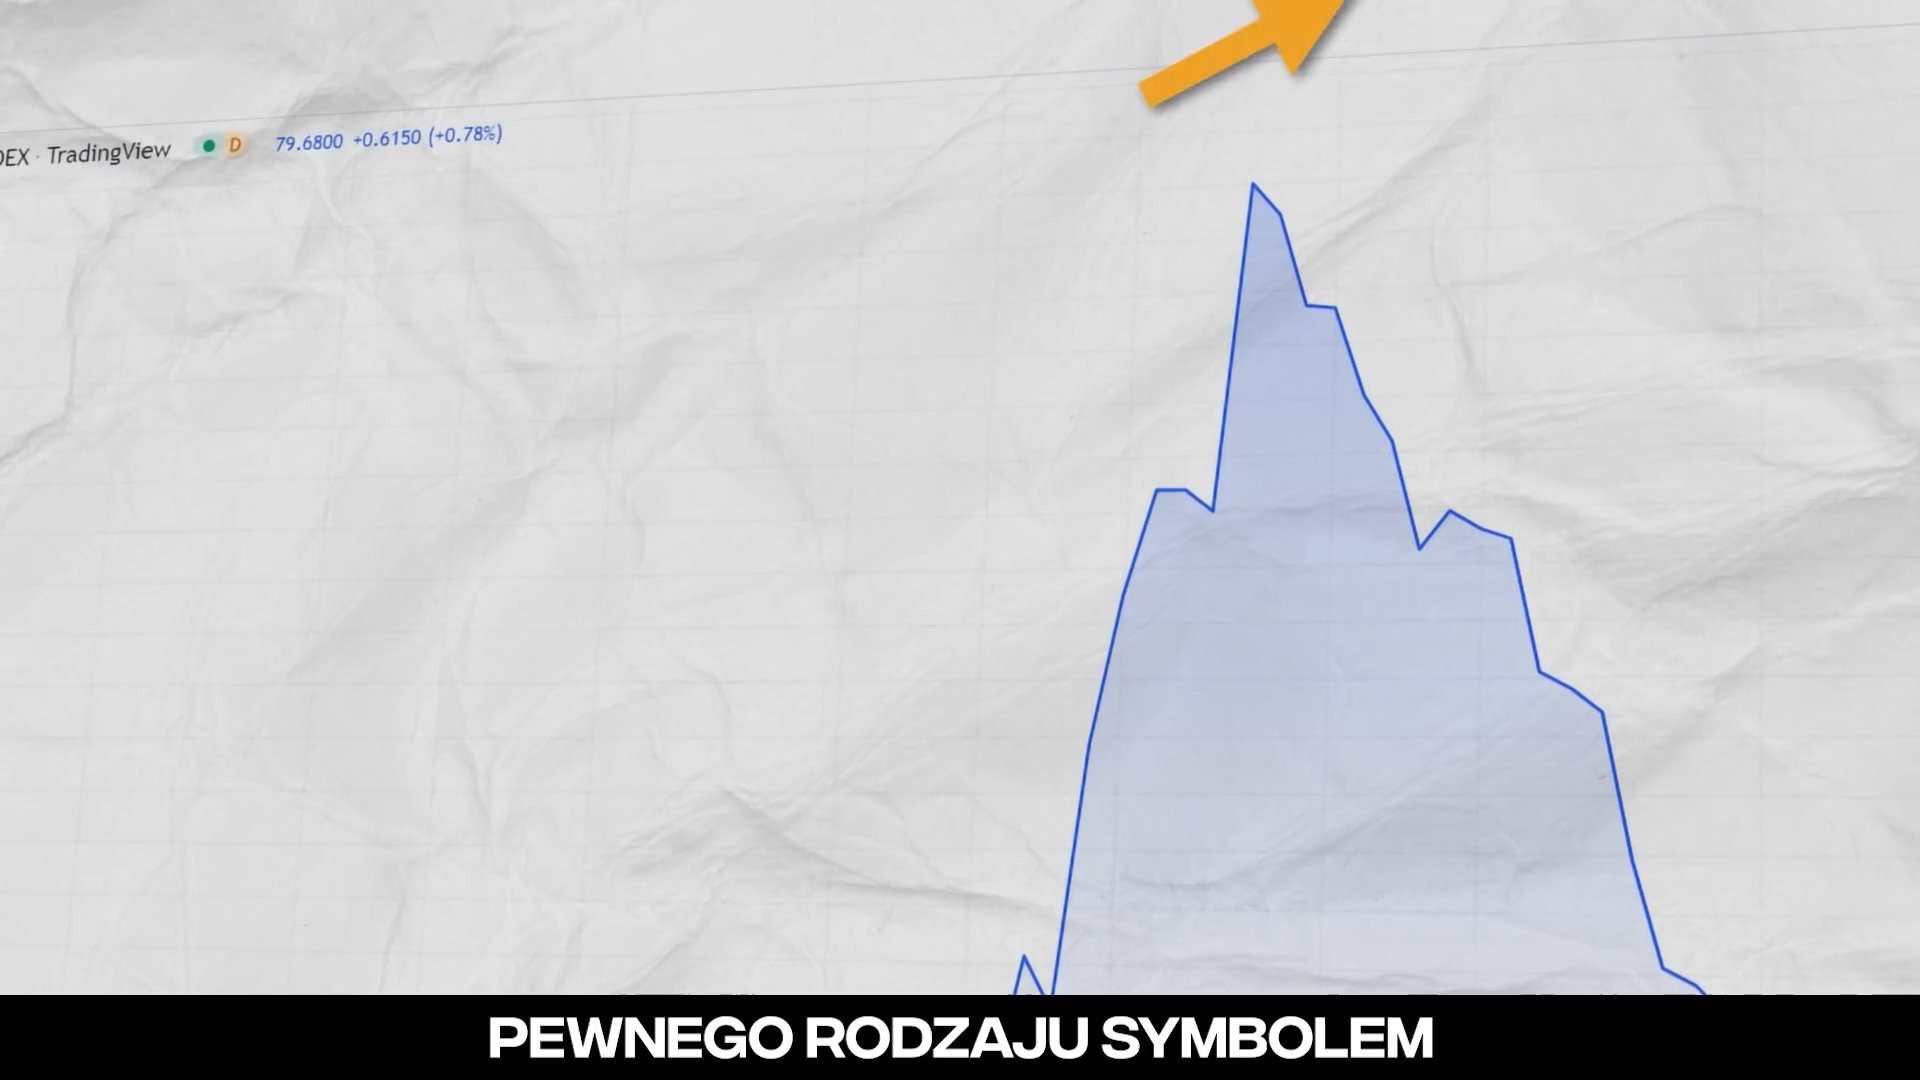 DEX · TradingView D 79.6800 +0.6150 (+0.78%)
PEWNEGO RODZAJU SYMBOLEM